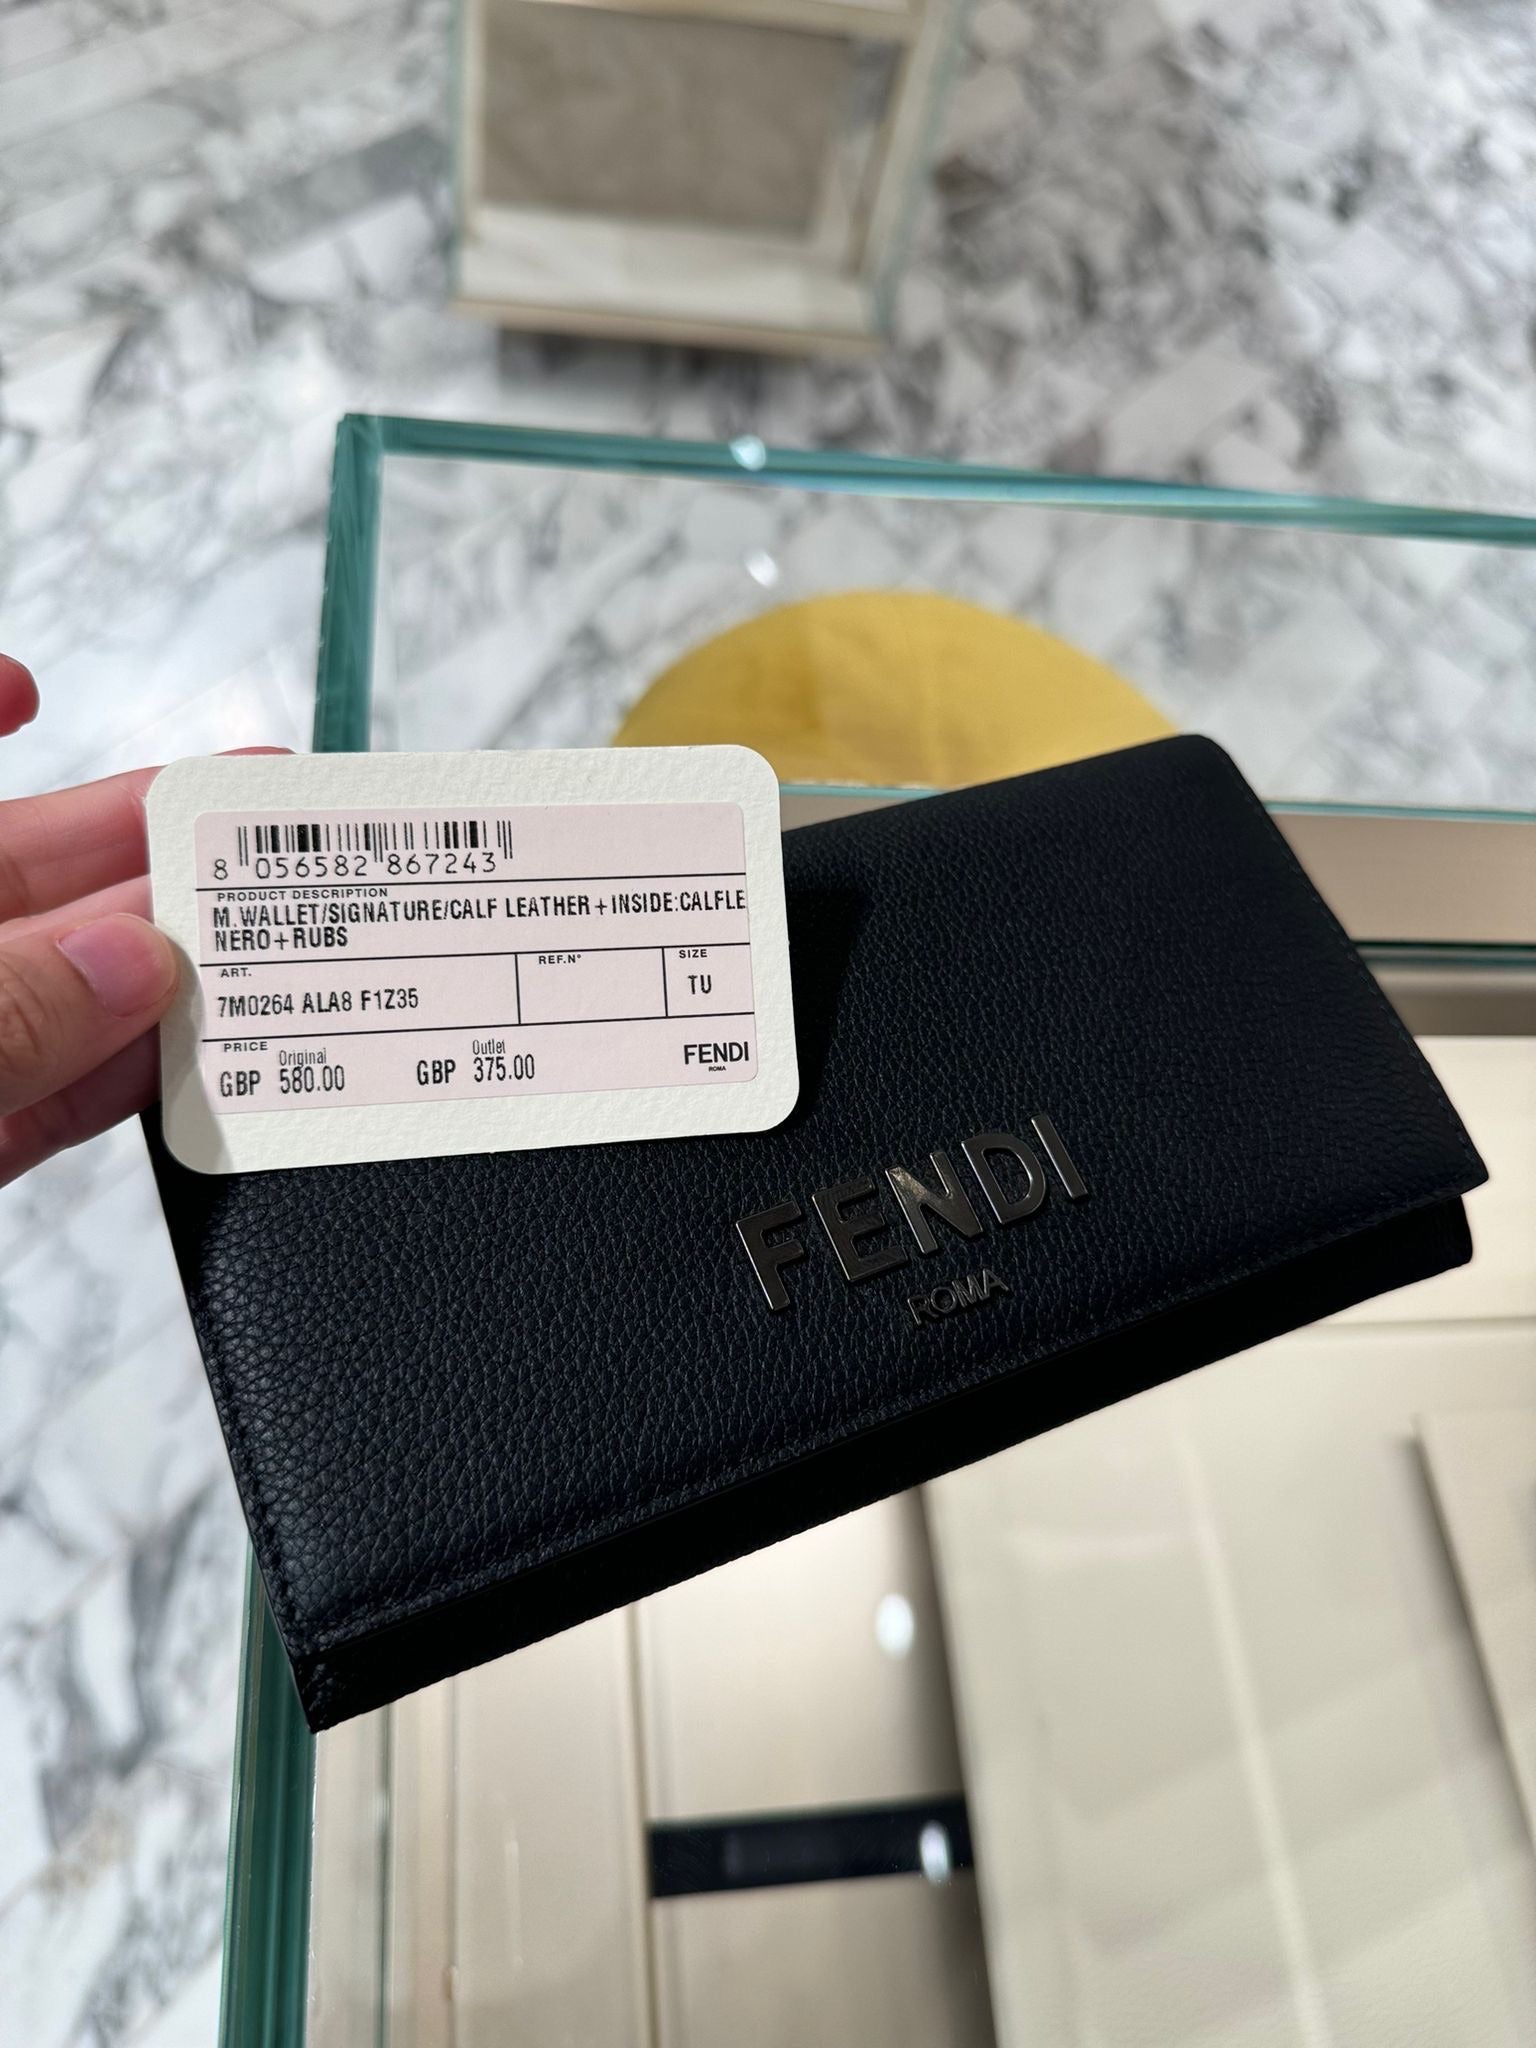 8 056582 867243
PRODUCT DESCRIPTION
M.WALLET/SIGNATURE/CALF LEATHER+INSIDE:CALFLE
NERO+RUBS
ART. REF.N° SIZE
7M0264 ALA8 F1Z35 TU
PRICE Original Outlet
GBP 580.00 GBP 375.00
FENDI
ROMA
FENDI
ROMA